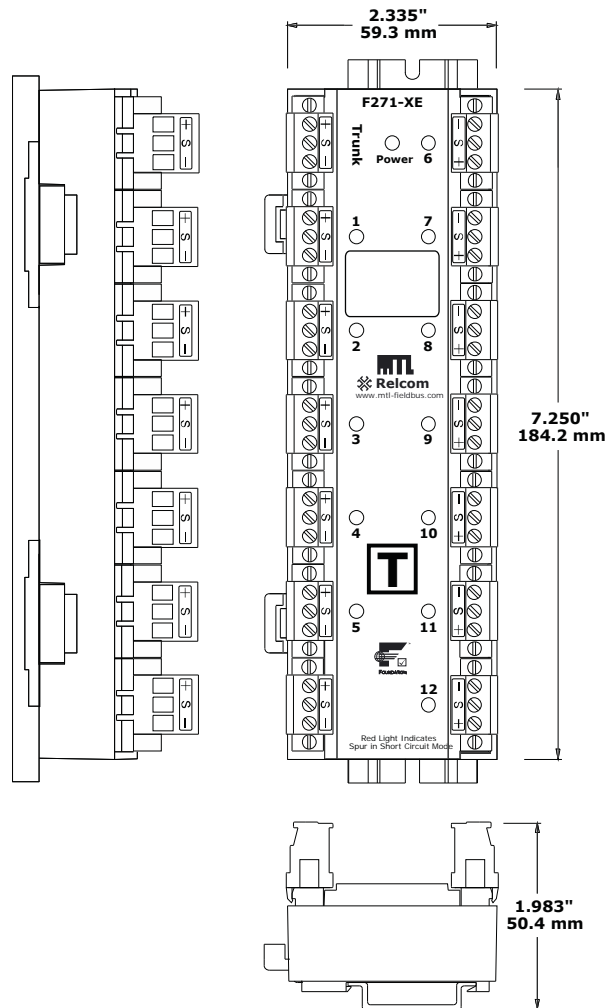 2.335"
59.3 mm
F271-XE
Trunk
Power
6
+ S −
− S +
+ S −
1
7
+ S −
+ S −
− S +
+ S −
2
8
+ S −
− S +
MTL
Relcom
www.mtl-fieldbus.com
7.250"
184.2 mm
+ S −
3
9
+ S −
− S +
+ S −
4
10
+ S −
− S +
T
+ S −
5
11
+ S −
− S +
FOUNDATION
12
+ S −
+ S −
− S +
Red Light Indicates
Spur in Short Circuit Mode
1.983"
50.4 mm